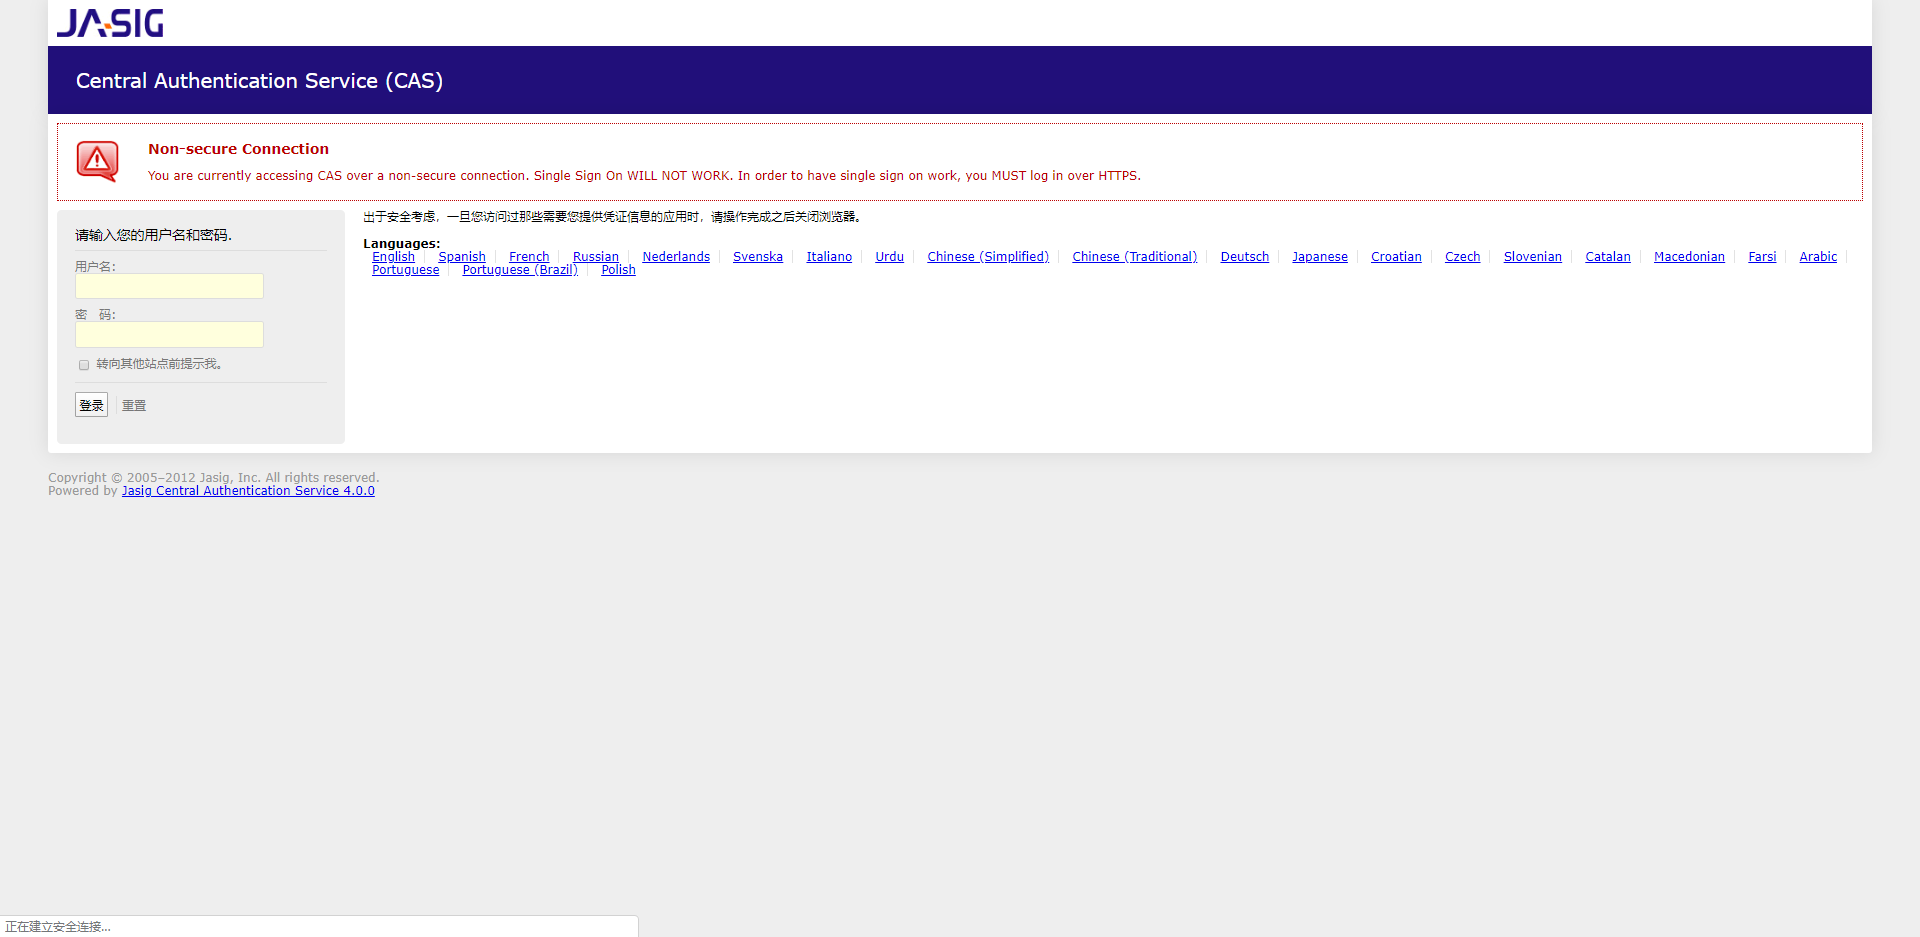 JASIG
Central Authentication Service (CAS)
Non-secure Connection
You are currently accessing CAS over a non-secure connection. Single Sign On WILL NOT WORK. In order to have single sign on work, you MUST log in over HTTPS.
请输入您的用户名和密码.
用户名:
密 码:
转向其他站点前提示我。
登录 重置
出于安全考虑，一旦您访问过那些需要您提供凭证信息的应用时，请操作完成之后关闭浏览器。
Languages:
English Spanish French Russian Nederlands Svenska Italiano Urdu Chinese (Simplified) Chinese (Traditional) Deutsch Japanese Croatian Czech Slovenian Catalan Macedonian Farsi Arabic
Portuguese Portuguese (Brazil) Polish
Copyright © 2005–2012 Jasig, Inc. All rights reserved.
Powered by Jasig Central Authentication Service 4.0.0
正在建立安全连接...